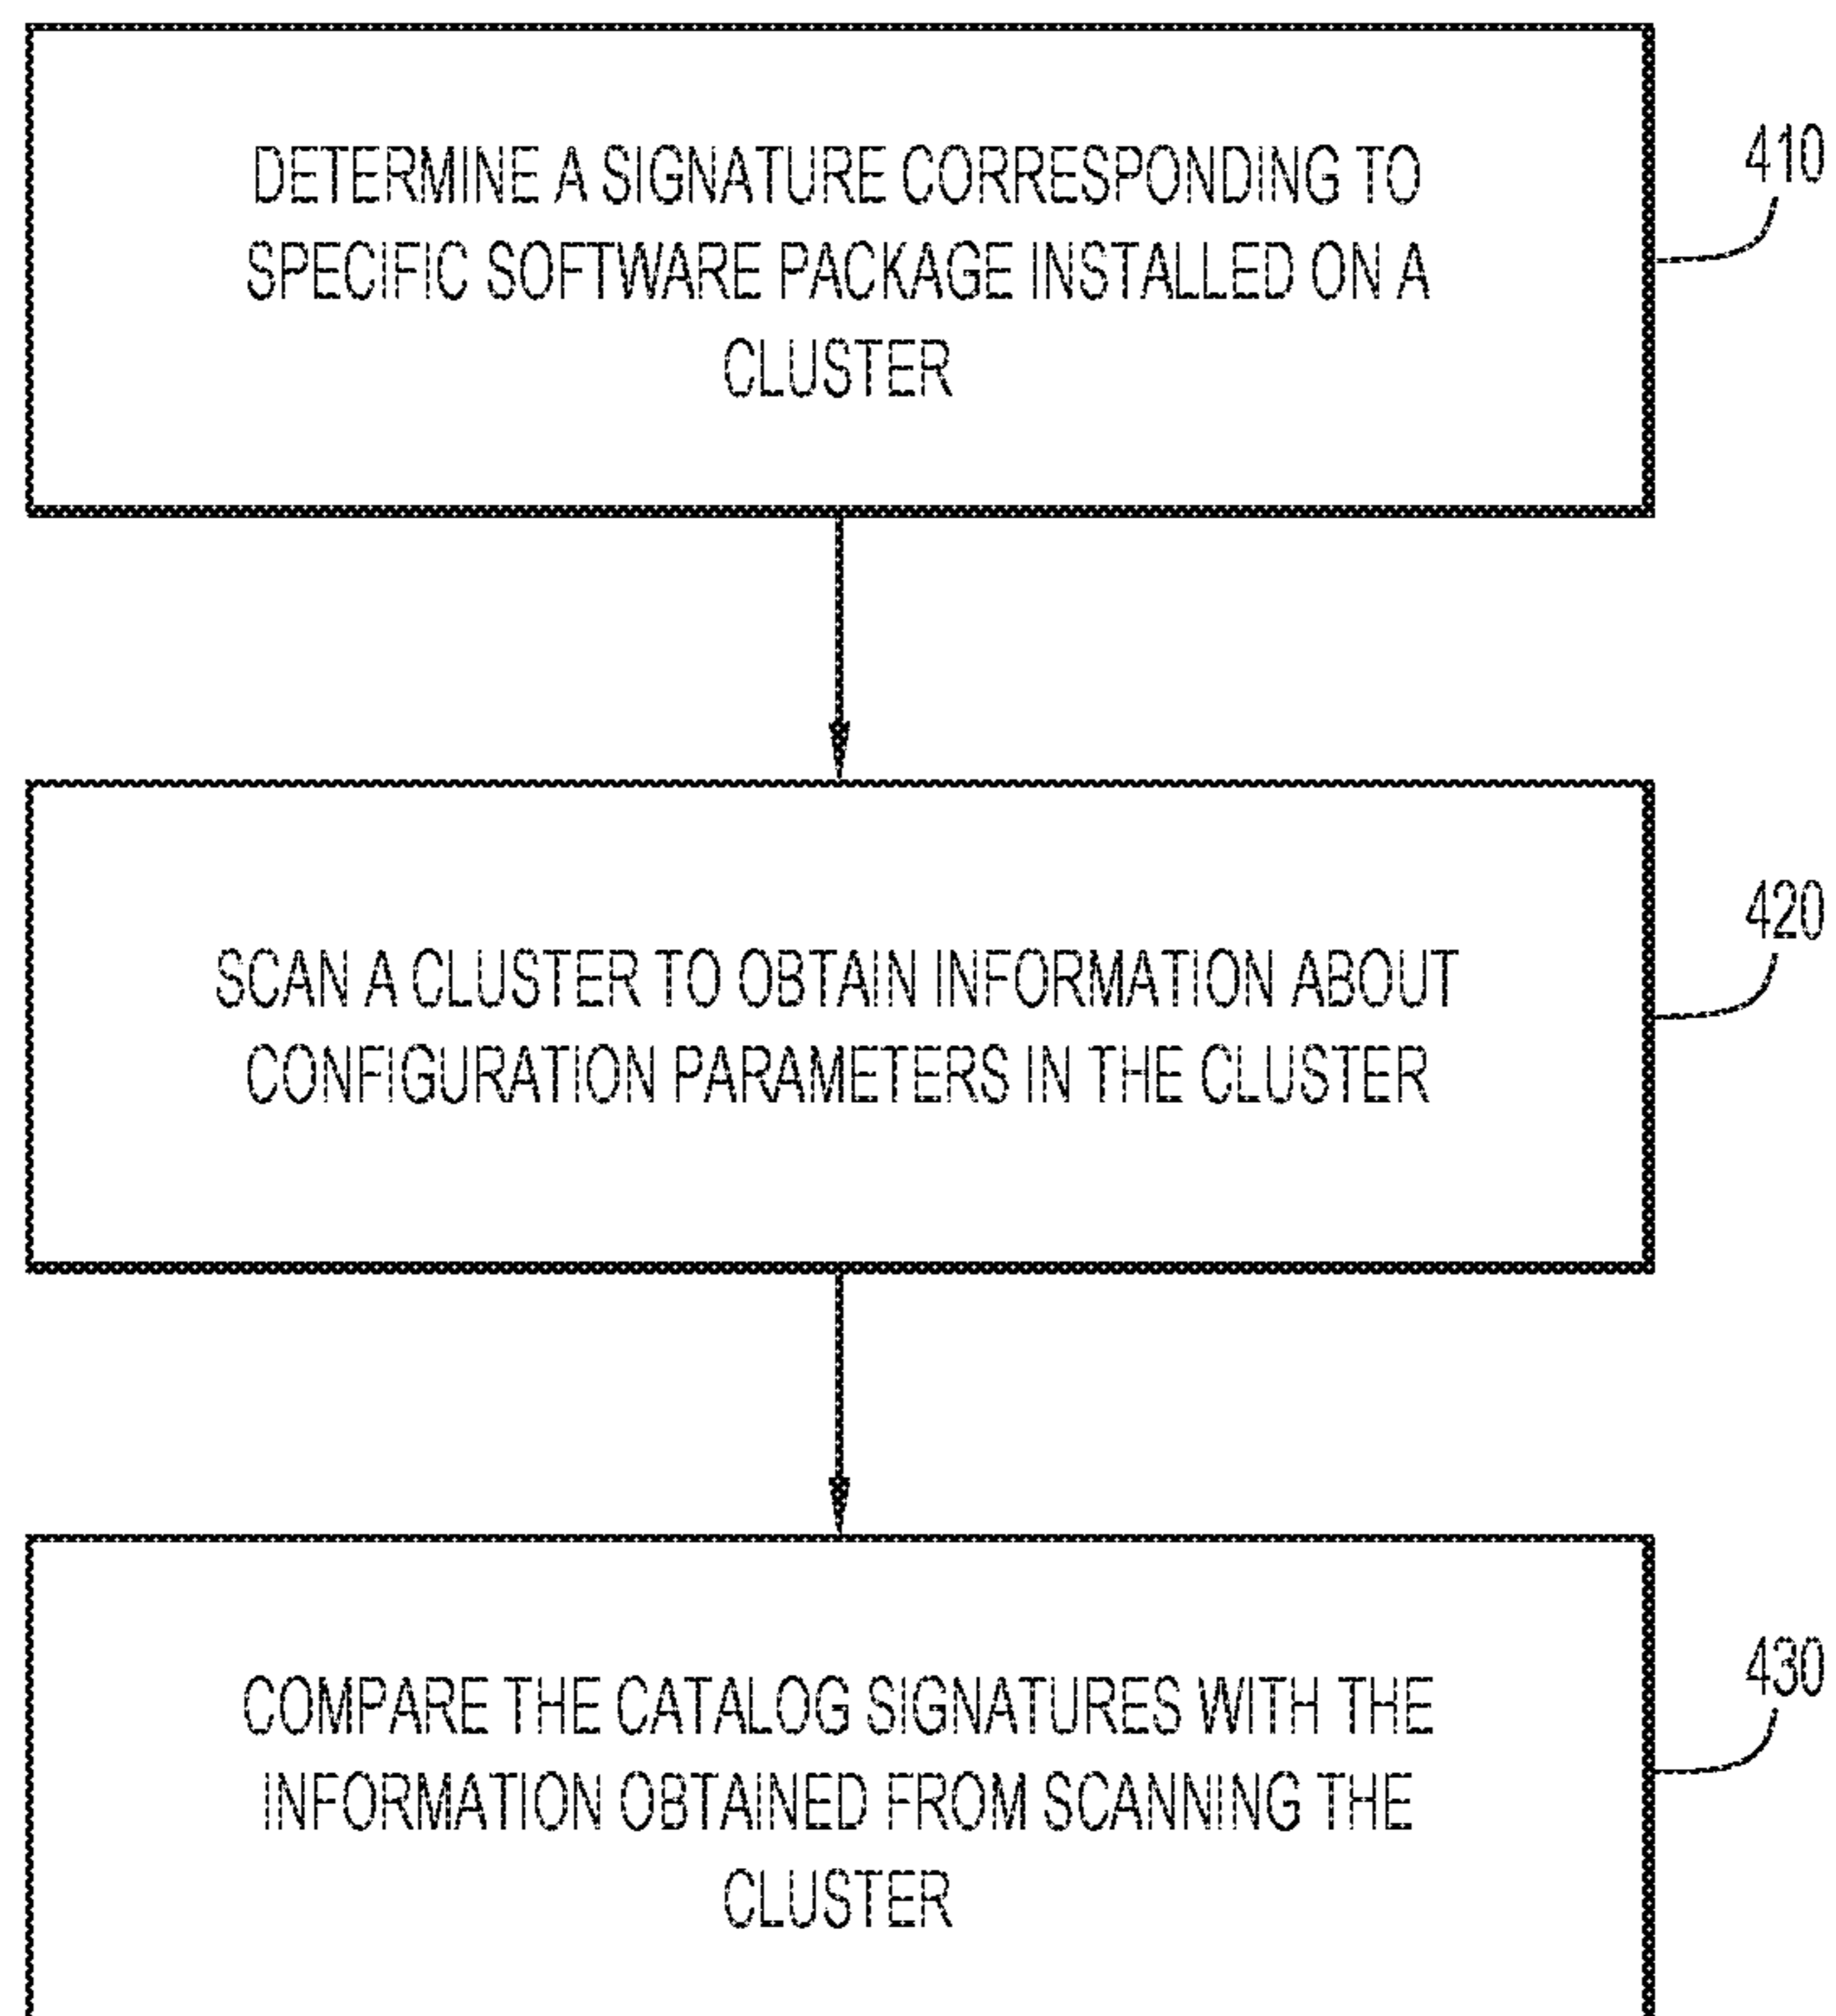 DETERMINE A SIGNATURE CORRESPONDING TO
SPECIFIC SOFTWARE PACKAGE INSTALLED ON A
CLUSTER
410
SCAN A CLUSTER TO OBTAIN INFORMATION ABOUT
CONFIGURATION PARAMETERS IN THE CLUSTER
420
COMPARE THE CATALOG SIGNATURES WITH THE
INFORMATION OBTAINED FROM SCANNING THE
CLUSTER
430